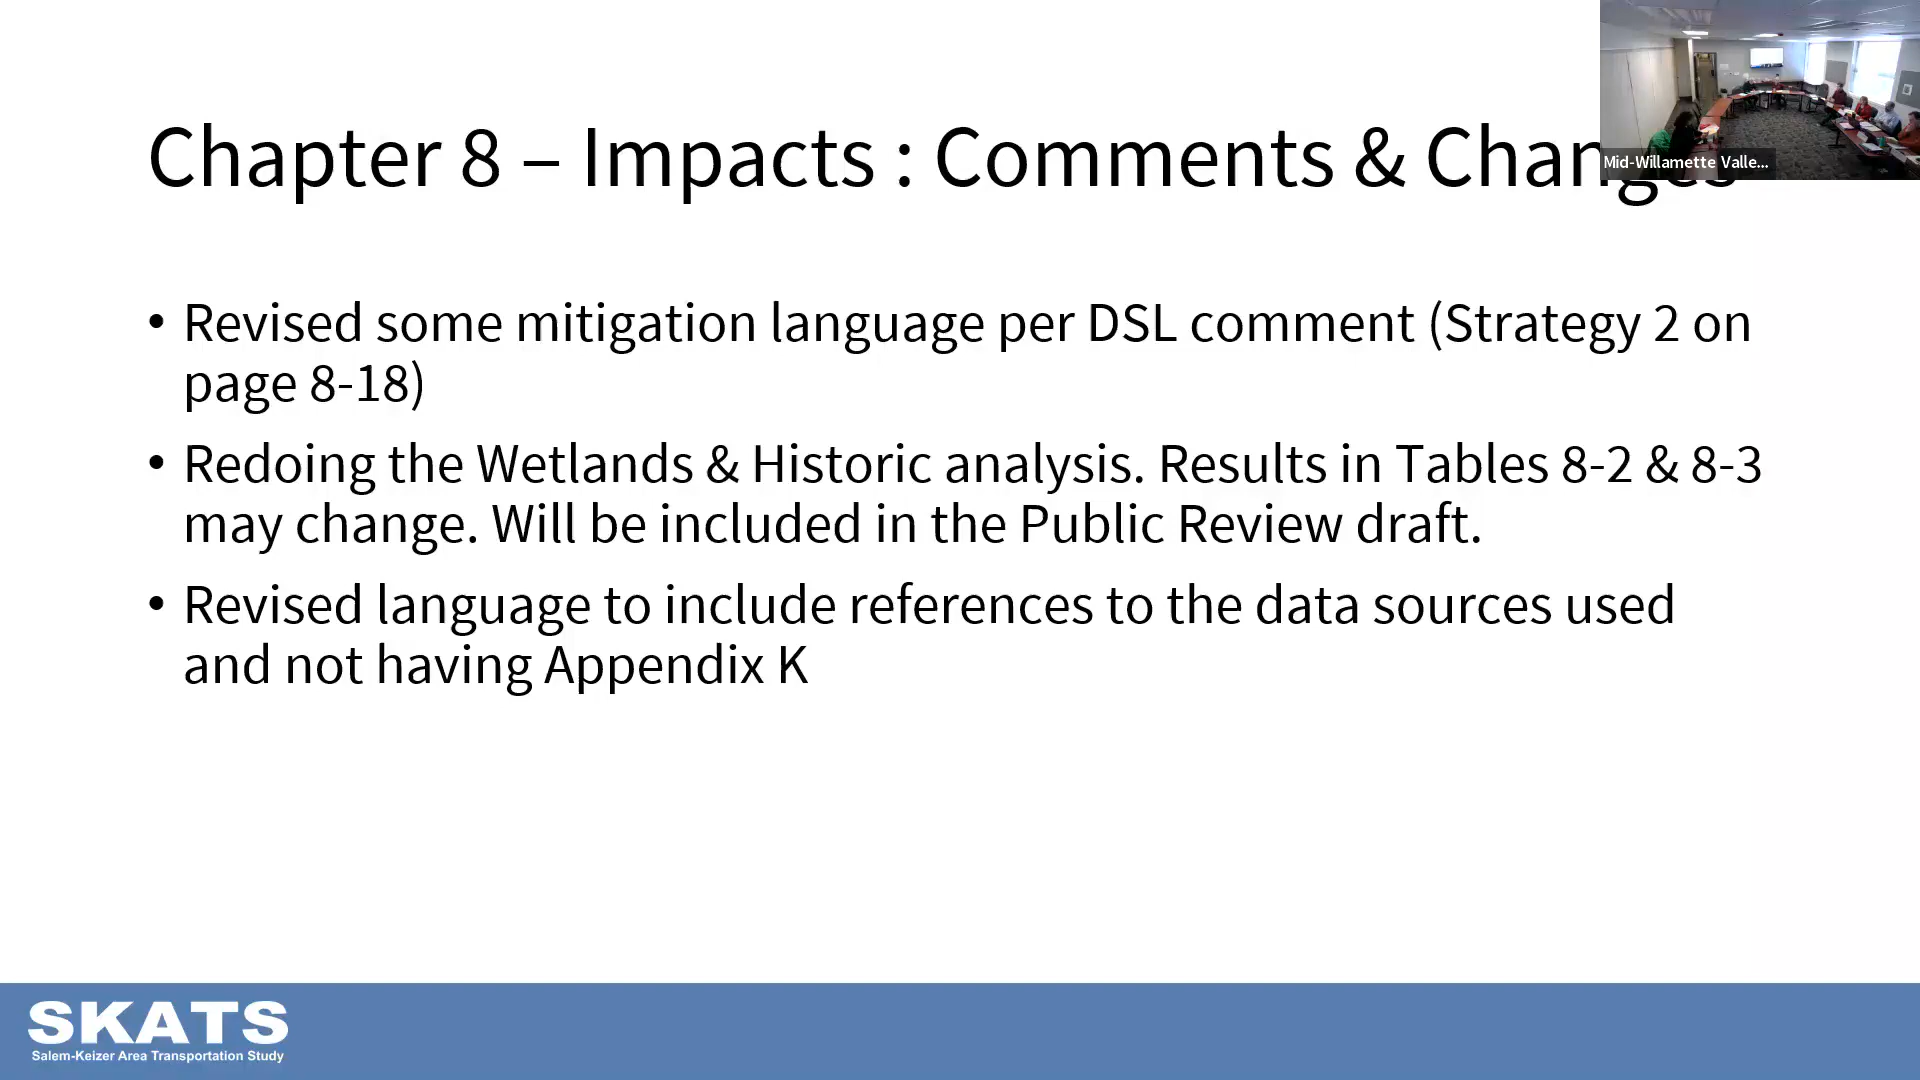 Chapter 8 – Impacts : Comments & Changes
Mid-Willamette Valle...
• Revised some mitigation language per DSL comment (Strategy 2 on
page 8-18)
• Redoing the Wetlands & Historic analysis. Results in Tables 8-2 & 8-3
may change. Will be included in the Public Review draft.
• Revised language to include references to the data sources used
and not having Appendix K
SKATS
Salem-Keizer Area Transportation Study